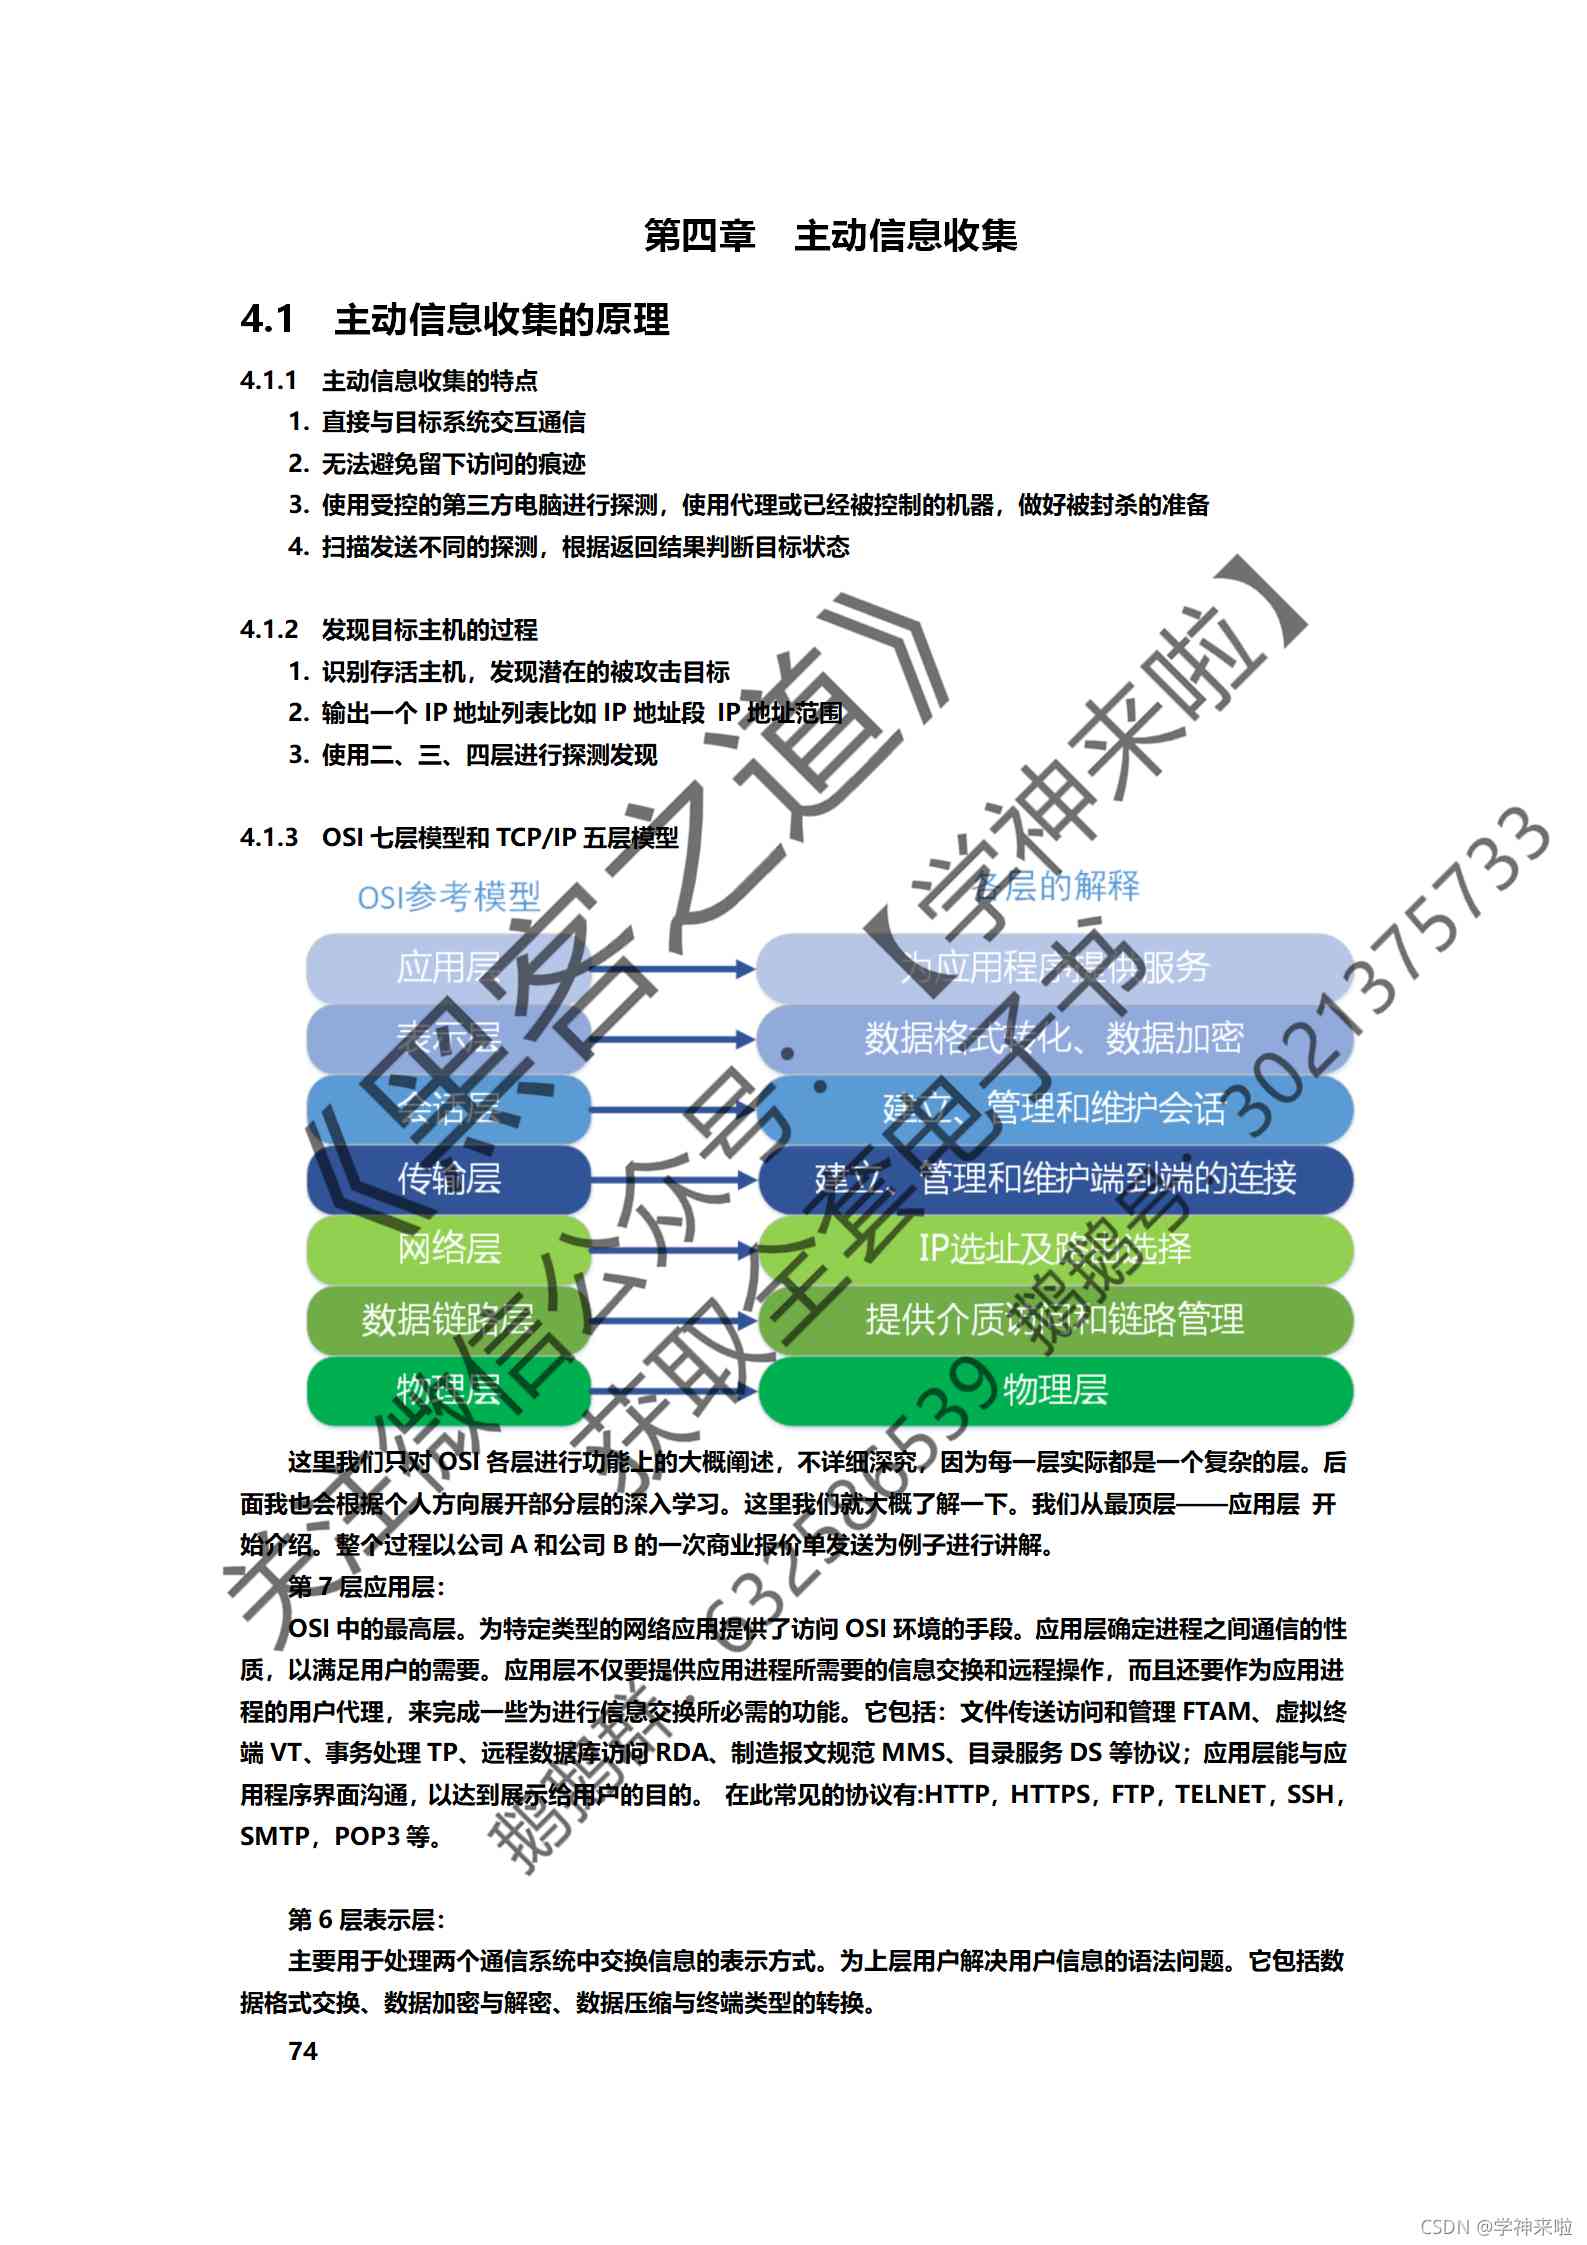 第四章 主动信息收集
4.1 主动信息收集的原理
4.1.1 主动信息收集的特点
1. 直接与目标系统交互通信
2. 无法避免留下访问的痕迹
3. 使用受控的第三方电脑进行探测，使用代理或已经被控制的机器，做好被封杀的准备
4. 扫描发送不同的探测，根据返回结果判断目标状态
4.1.2 发现目标主机的过程
1. 识别存活主机，发现潜在的被攻击目标
2. 输出一个 IP 地址列表比如 IP 地址段 IP 地址范围
3. 使用二、三、四层进行探测发现
4.1.3 OSI 七层模型和 TCP/IP 五层模型
OSI参考模型 各层的解释
应用层 为应用程序提供服务
表示层 数据格式转化、数据加密
会话层 建立、管理和维护会话
传输层 建立、管理和维护端到端的连接
网络层 IP选址及路由选择
数据链路层 提供介质访问和链路管理
物理层 物理层
这里我们只对 OSI 各层进行功能上的大概阐述，不详细深究，因为每一层实际都是一个复杂的层。后
面我也会根据个人方向展开部分层的深入学习。这里我们就大概了解一下。我们从最顶层——应用层 开
始介绍。整个过程以公司 A 和公司 B 的一次商业报价单发送为例子进行讲解。
第 7 层应用层：
OSI 中的最高层。为特定类型的网络应用提供了访问 OSI 环境的手段。应用层确定进程之间通信的性
质，以满足用户的需要。应用层不仅要提供应用进程所需要的信息交换和远程操作，而且还要作为应用进
程的用户代理，来完成一些为进行信息交换所必需的功能。它包括：文件传送访问和管理 FTAM、虚拟终
端 VT、事务处理 TP、远程数据库访问 RDA、制造报文规范 MMS、目录服务 DS 等协议；应用层能与应
用程序界面沟通，以达到展示给用户的目的。 在此常见的协议有:HTTP，HTTPS，FTP，TELNET，SSH，
SMTP，POP3 等。
第 6 层表示层：
主要用于处理两个通信系统中交换信息的表示方式。为上层用户解决用户信息的语法问题。它包括数
据格式交换、数据加密与解密、数据压缩与终端类型的转换。
74
《黑客之道》
关注微信公众号：【学神来啦】
获取全套电子书
鹅鹅群：632586539 鹅鹅号：3021375733
CSDN @学神来啦